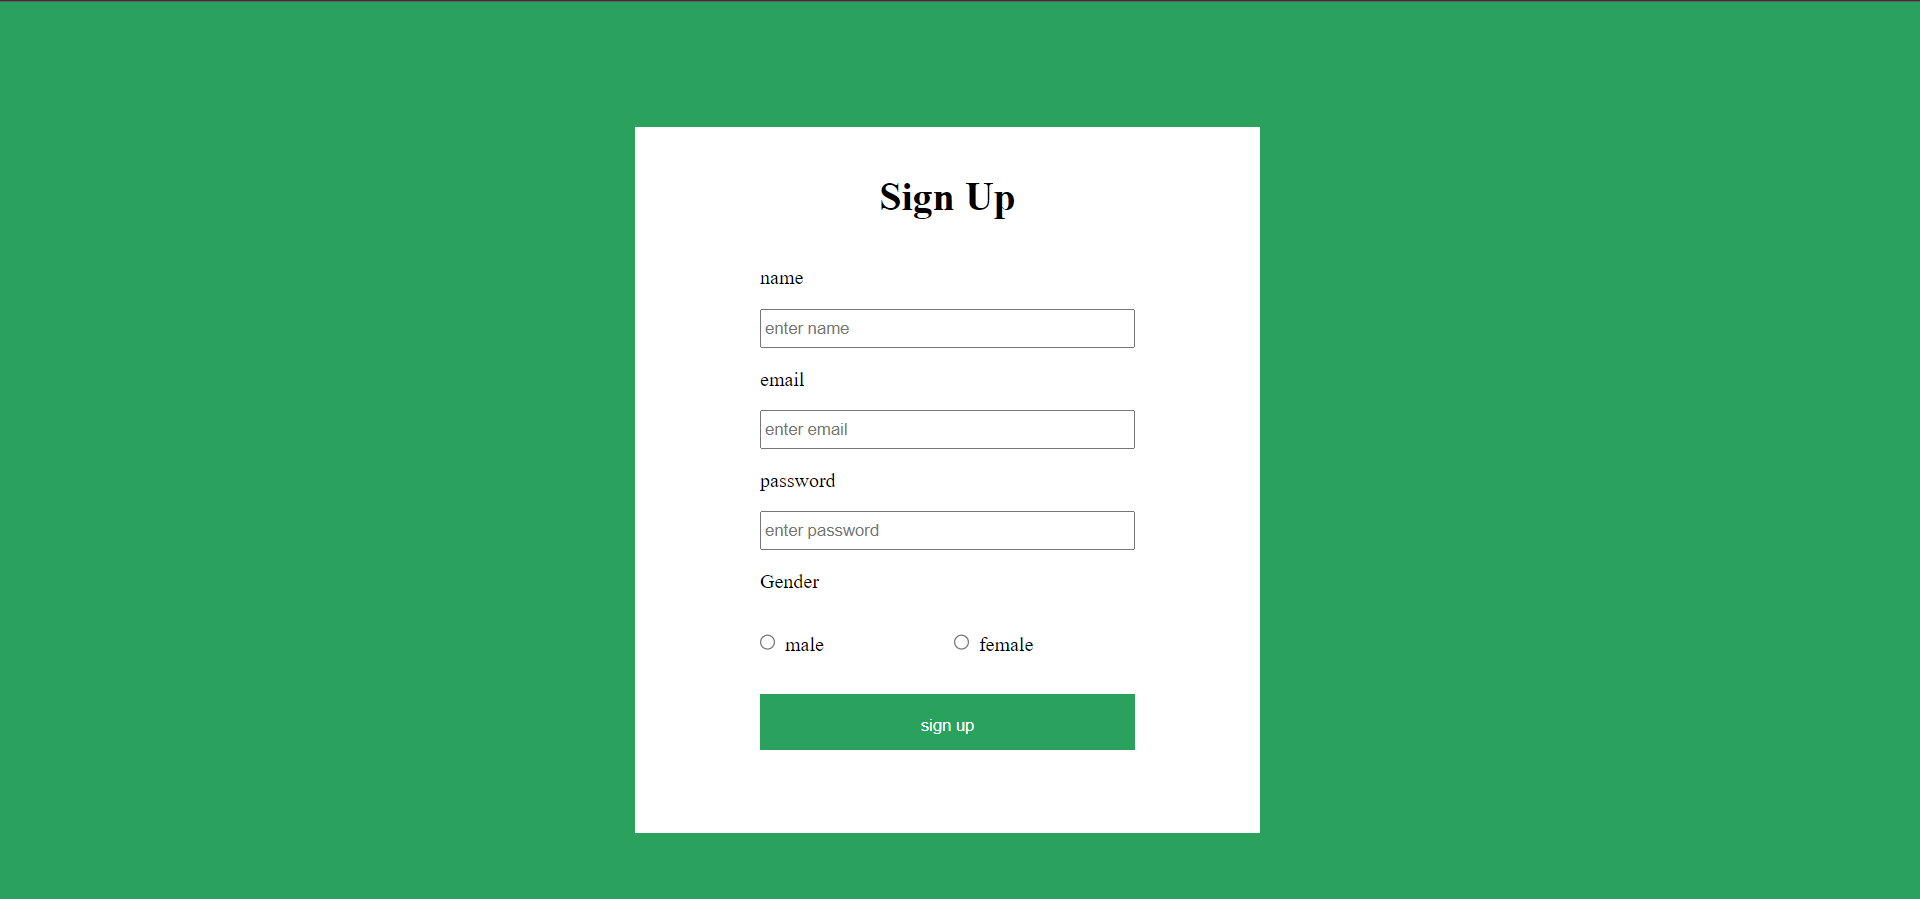 Sign Up
name
enter name
email
enter email
password
enter password
Gender
male female
sign up